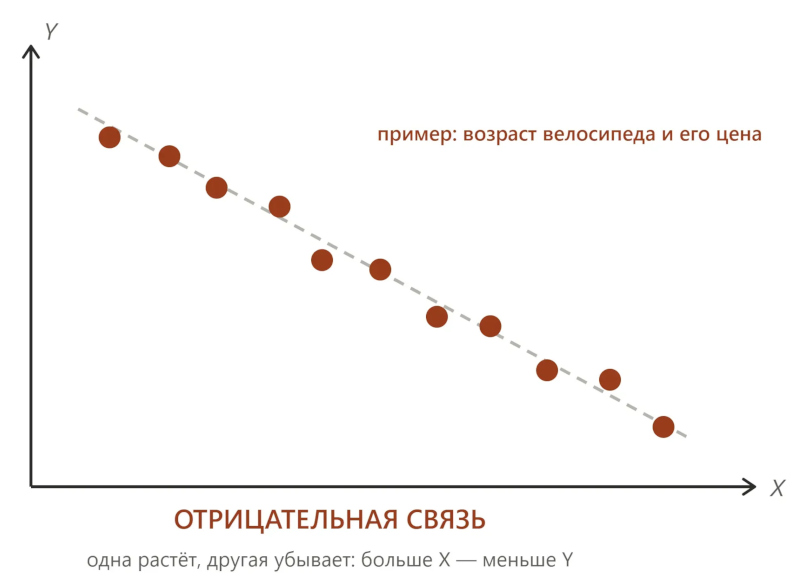 Y
пример: возраст велосипеда и его цена
X
ОТРИЦАТЕЛЬНАЯ СВЯЗЬ
одна растёт, другая убывает: больше X — меньше Y